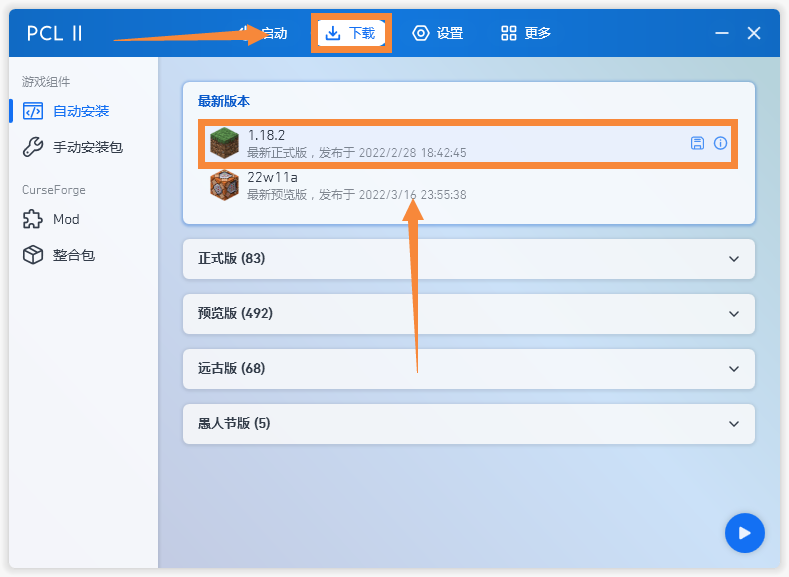 PCL II
启动
下载
设置
更多
游戏组件
自动安装
手动安装包
CurseForge
Mod
整合包
最新版本
1.18.2
最新正式版，发布于 2022/2/28 18:42:45
22w11a
最新预览版，发布于 2022/3/16 23:55:38
正式版 (83)
预览版 (492)
远古版 (68)
愚人节版 (5)